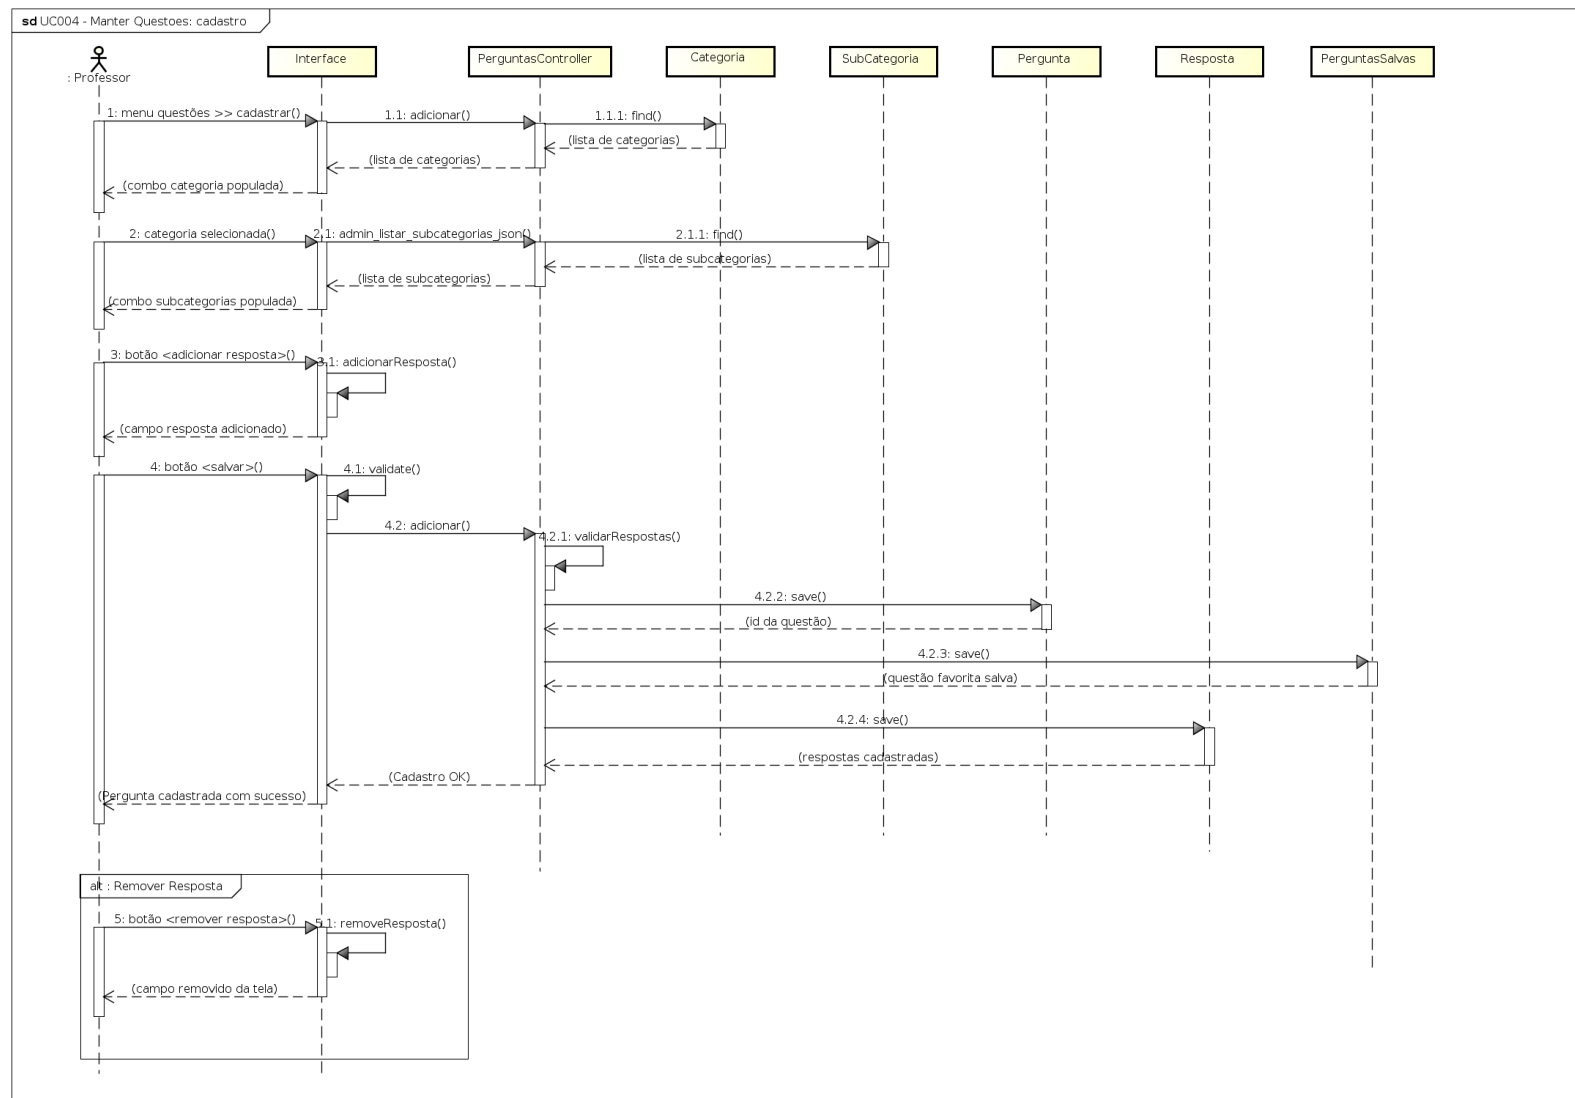 sd UC004 - Manter Questoes: cadastro
: Professor
Interface
PerguntasController
Categoria
SubCategoria
Pergunta
Resposta
PerguntasSalvas
1: menu questões >> cadastrar()
1.1: adicionar()
1.1.1: find()
(lista de categorias)
(lista de categorias)
(combo categoria populada)
2: categoria selecionada()
2.1: admin_listar_subcategorias_json()
2.1.1: find()
(lista de subcategorias)
(lista de subcategorias)
(combo subcategorias populada)
3: botão <adicionar resposta>()
3.1: adicionarResposta()
(campo resposta adicionado)
4: botão <salvar>()
4.1: validate()
4.2: adicionar()
4.2.1: validarRespostas()
4.2.2: save()
(id da questão)
4.2.3: save()
(questão favorita salva)
4.2.4: save()
(respostas cadastradas)
(Cadastro OK)
(Pergunta cadastrada com sucesso)
alt : Remover Resposta
5: botão <remover resposta>()
5.1: removeResposta()
(campo removido da tela)